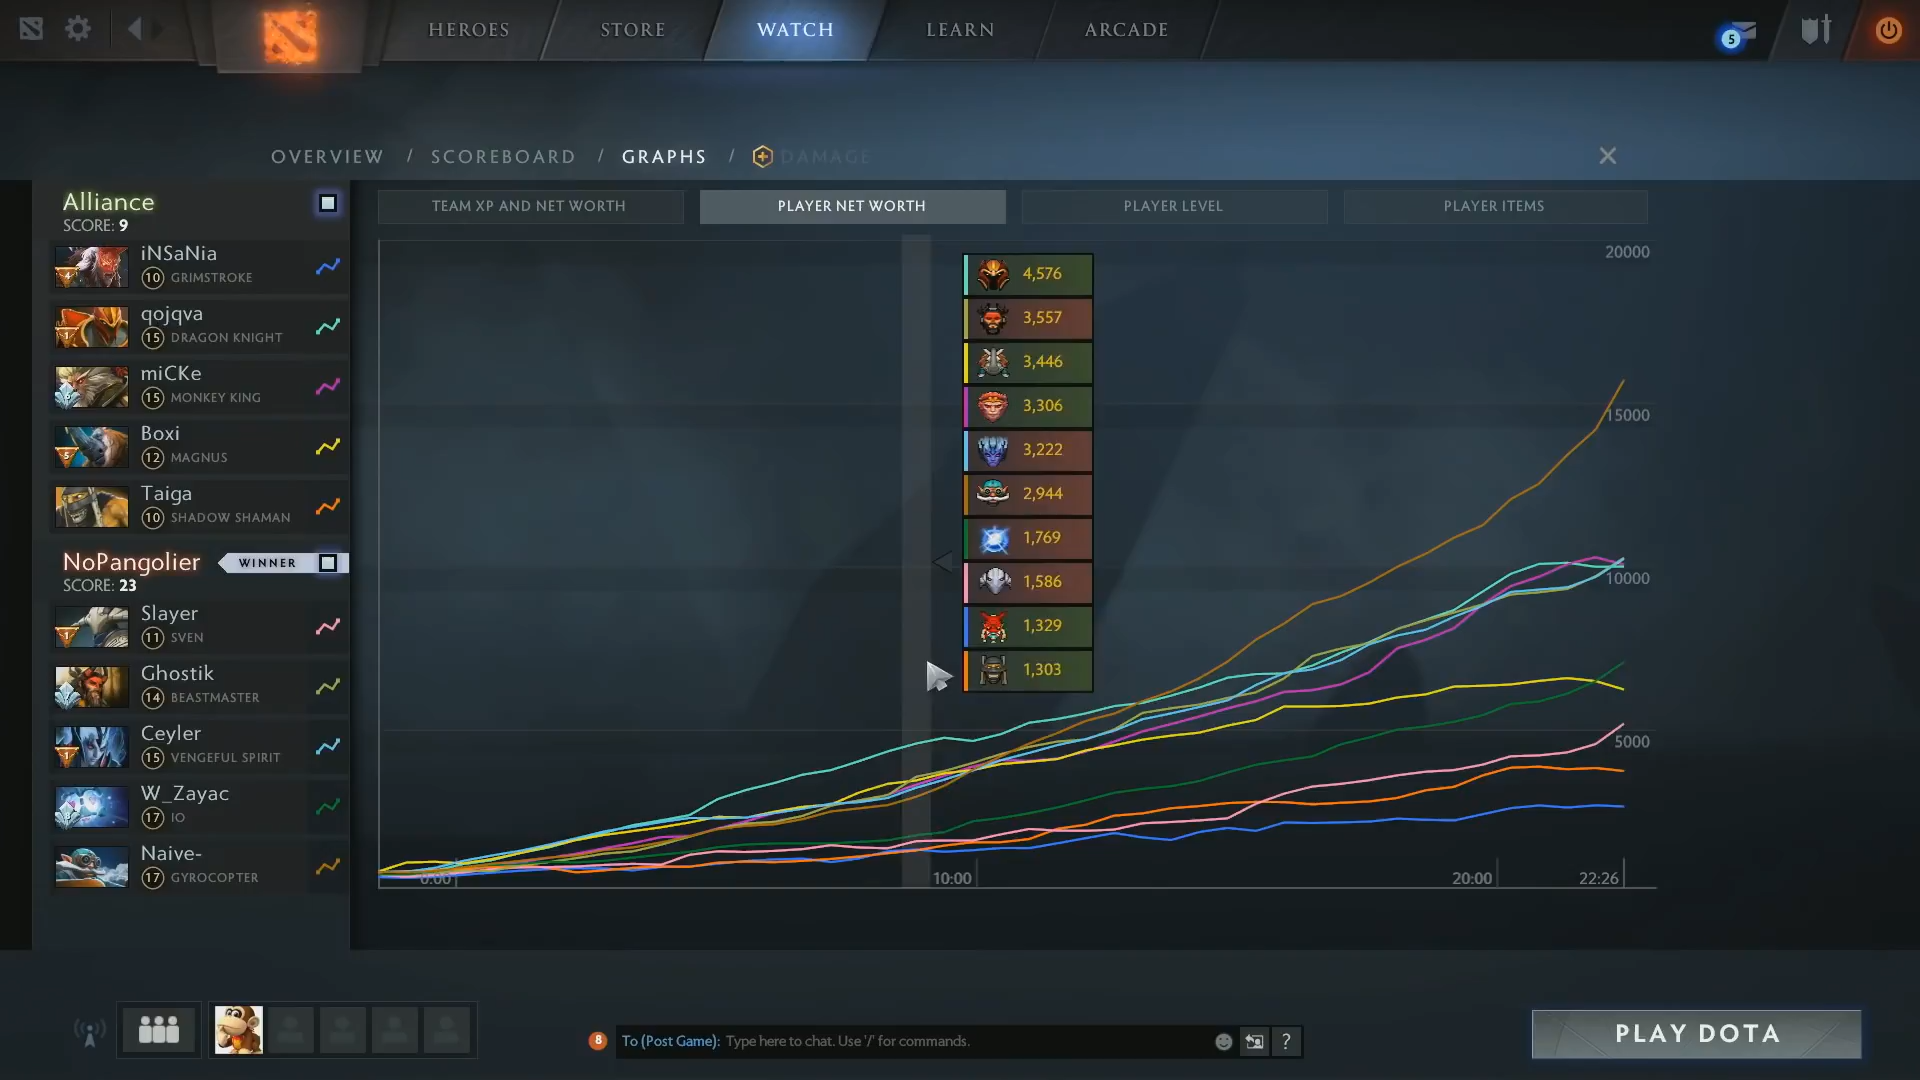 HEROES
STORE
WATCH
LEARN
ARCADE
5
OVERVIEW / SCOREBOARD / GRAPHS / DAMAGE
Alliance
SCORE: 9
iNSaNia
10 GRIMSTROKE
qojqva
15 DRAGON KNIGHT
miCKe
15 MONKEY KING
Boxi
12 MAGNUS
Taiga
10 SHADOW SHAMAN
NoPangolier
WINNER
SCORE: 23
Slayer
11 SVEN
Ghostik
14 BEASTMASTER
Ceyler
15 VENGEFUL SPIRIT
W_Zayac
17 IO
Naive-
17 GYROCOPTER
TEAM XP AND NET WORTH
PLAYER NET WORTH
PLAYER LEVEL
PLAYER ITEMS
4,576
3,557
3,446
3,306
3,222
2,944
1,769
1,586
1,329
1,303
20000
15000
10000
5000
0:00
10:00
20:00
22:26
8
To (Post Game): Type here to chat. Use '/' for commands.
?
PLAY DOTA